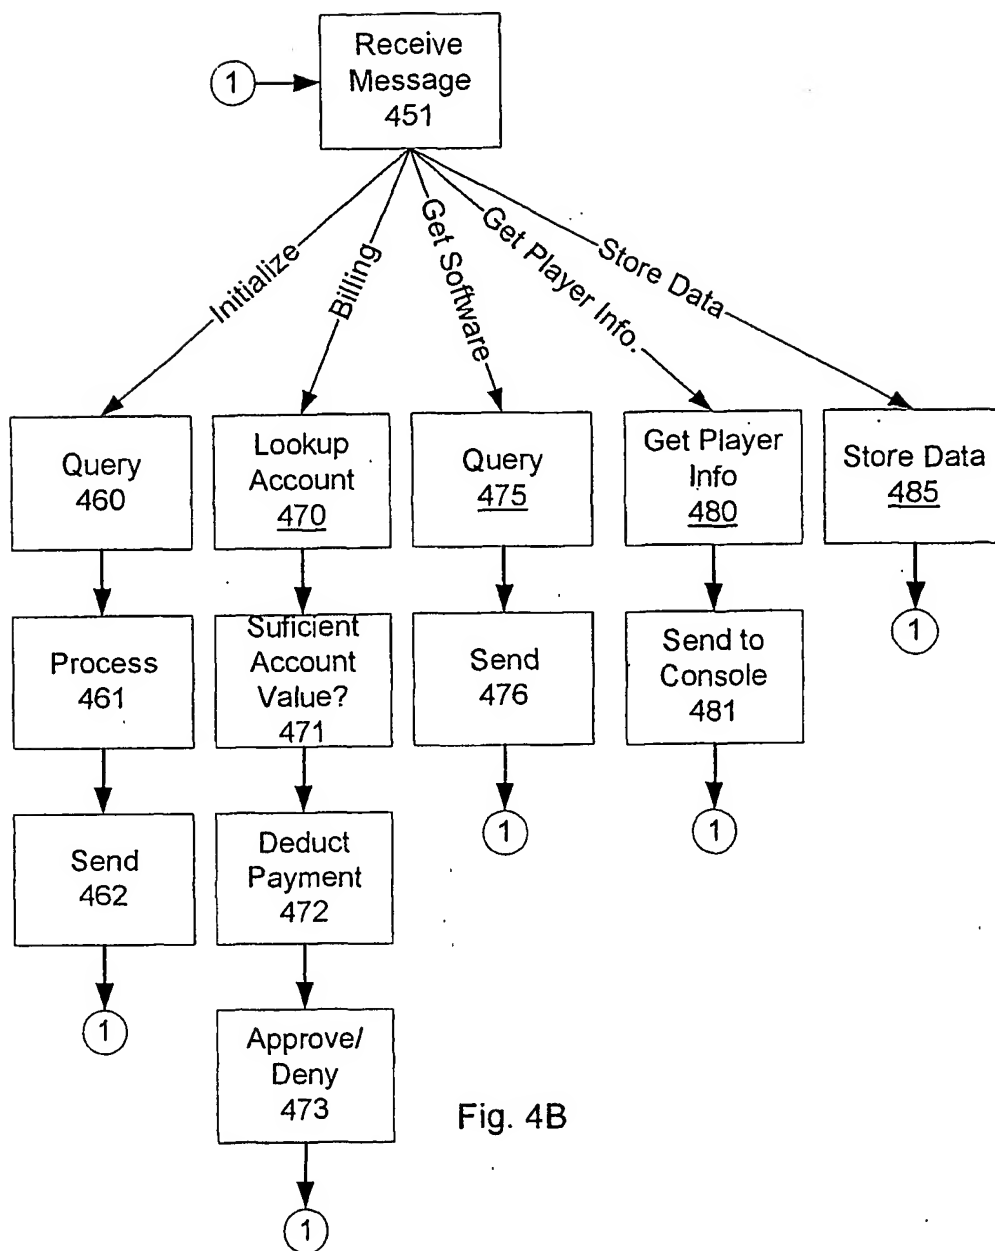 1
Receive
Message
451
Initialize
Billing
Get Software
Get Player Info.
Store Data
Query
460
Lookup
Account
470
Query
475
Get Player
Info
480
Store Data
485
Process
461
Suficient
Account
Value?
471
Send
476
Send to
Console
481
1
Send
462
Deduct
Payment
472
1
1
1
Approve/
Deny
473
Fig. 4B
1